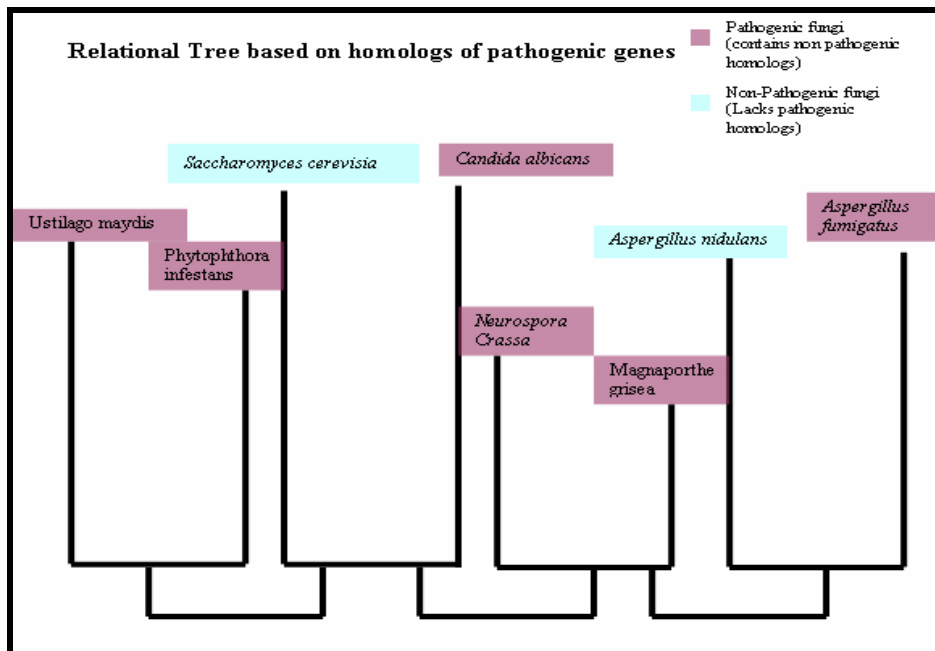 Relational Tree based on homologs of pathogenic genes
Pathogenic fungi
(contains non pathogenic
homologs)
Non-Pathogenic fungi
(Lacks pathogenic
homologs)
Saccharomyces cerevisia
Candida albicans
Ustilago maydis
Phytophthora
infestans
Aspergillus
fumigatus
Aspergillus nidulans
Neurospora
Crassa
Magnaporthe
grisea